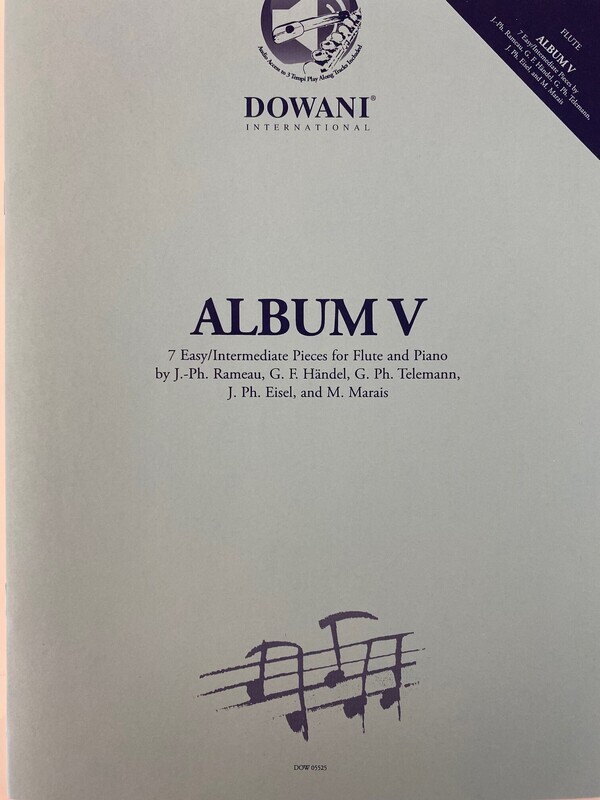 Audio Access to 3 Tempi Play Along Tracks Included
DOWANI®
INTERNATIONAL
FLUTE
ALBUM V
7 Easy/Intermediate Pieces by
J.-Ph. Rameau, G. F. Händel, G. Ph. Telemann,
J. Ph. Eisel, and M. Marais
ALBUM V
7 Easy/Intermediate Pieces for Flute and Piano
by J.-Ph. Rameau, G. F. Händel, G. Ph. Telemann,
J. Ph. Eisel, and M. Marais
DOW 05525